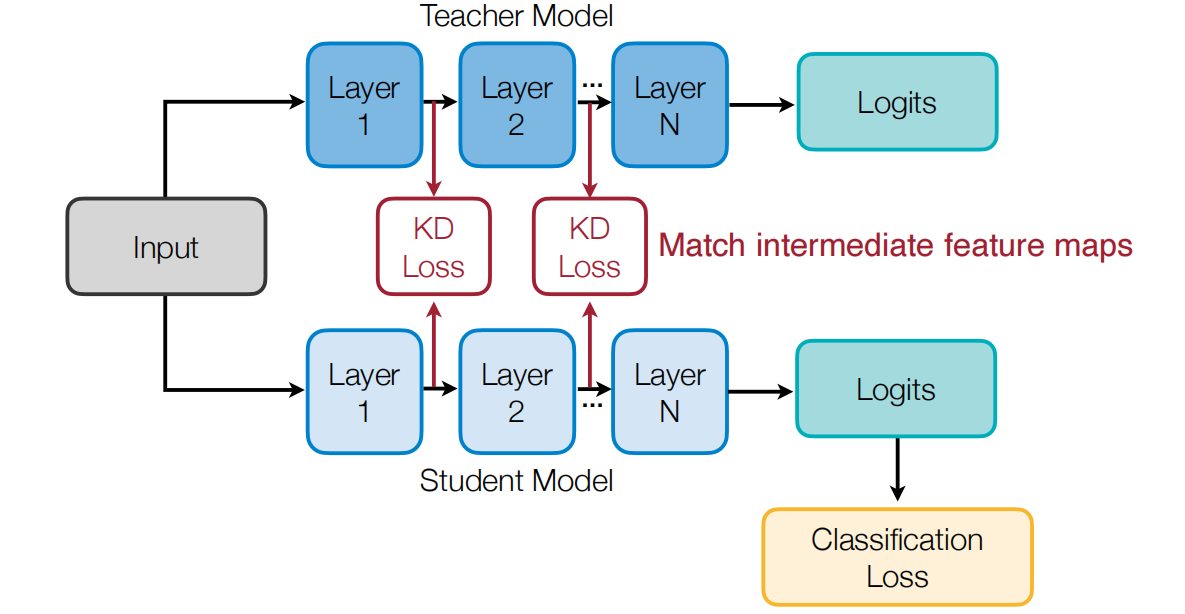 Teacher Model
Layer
1
Layer
2
...
Layer
N
Logits
Input
KD
Loss
KD
Loss
Match intermediate feature maps
Layer
1
Layer
2
...
Layer
N
Logits
Student Model
Classification
Loss